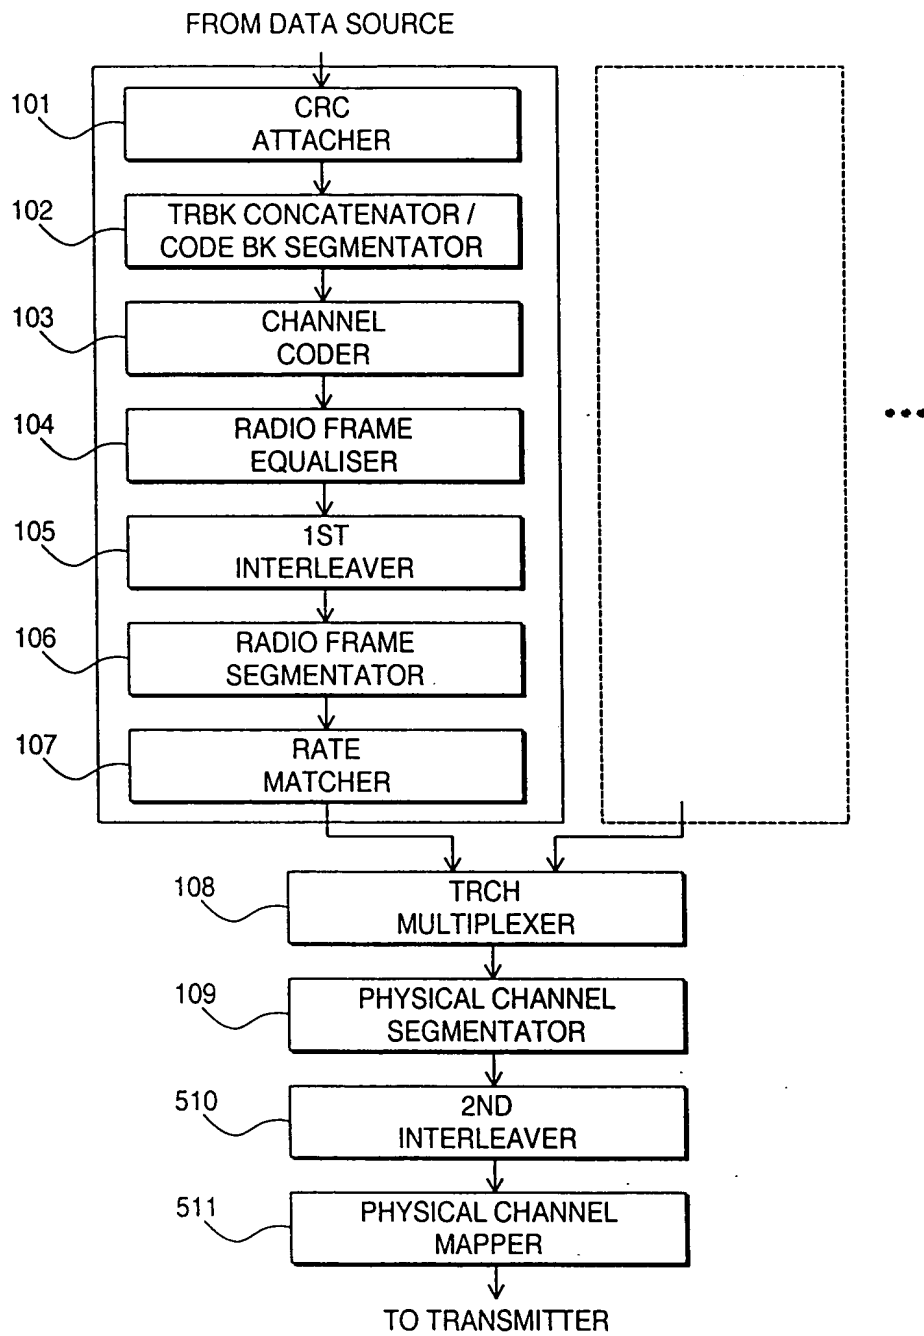 FROM DATA SOURCE
101
CRC
ATTACHER
102
TRBK CONCATENATOR /
CODE BK SEGMENTATOR
103
CHANNEL
CODER
104
RADIO FRAME
EQUALISER
105
1ST
INTERLEAVER
106
RADIO FRAME
SEGMENTATOR
107
RATE
MATCHER
108
TRCH
MULTIPLEXER
109
PHYSICAL CHANNEL
SEGMENTATOR
510
2ND
INTERLEAVER
511
PHYSICAL CHANNEL
MAPPER
TO TRANSMITTER